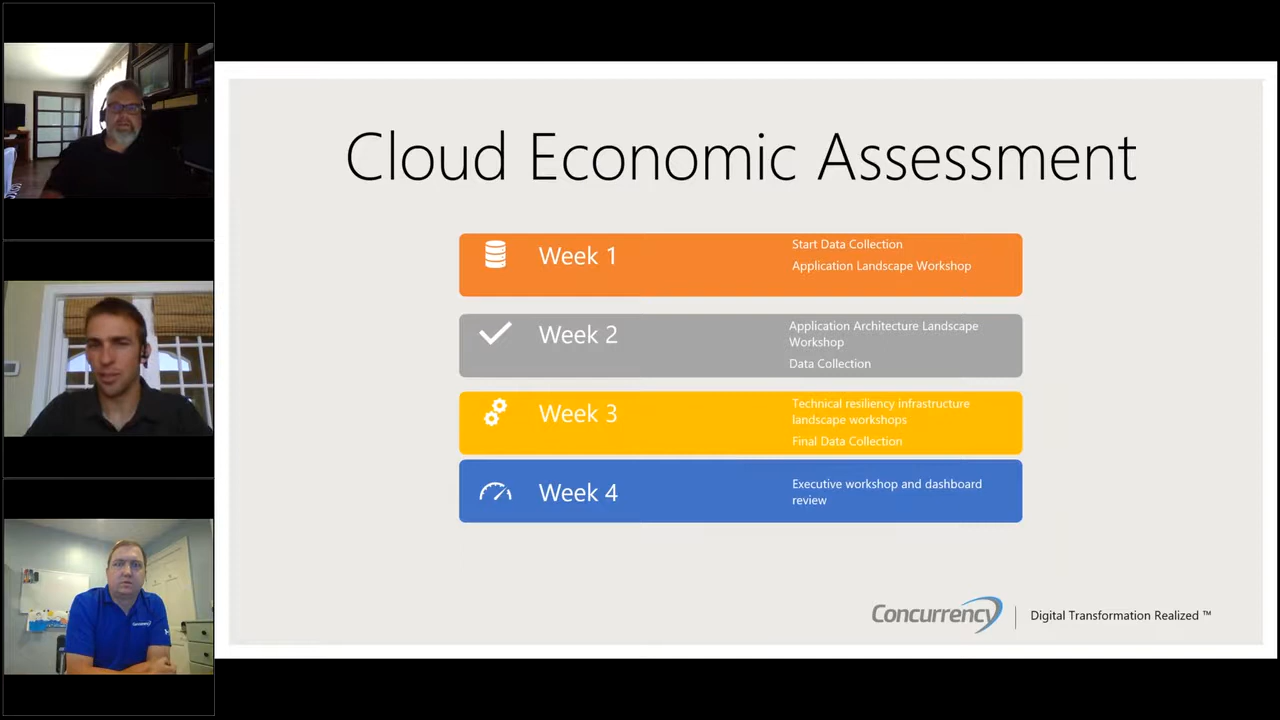 Cloud Economic Assessment
Week 1
Start Data Collection
Application Landscape Workshop
Week 2
Application Architecture Landscape
Workshop
Data Collection
Week 3
Technical resiliency infrastructure
landscape workshops
Final Data Collection
Week 4
Executive workshop and dashboard
review
Concurrency
Digital Transformation Realized ™